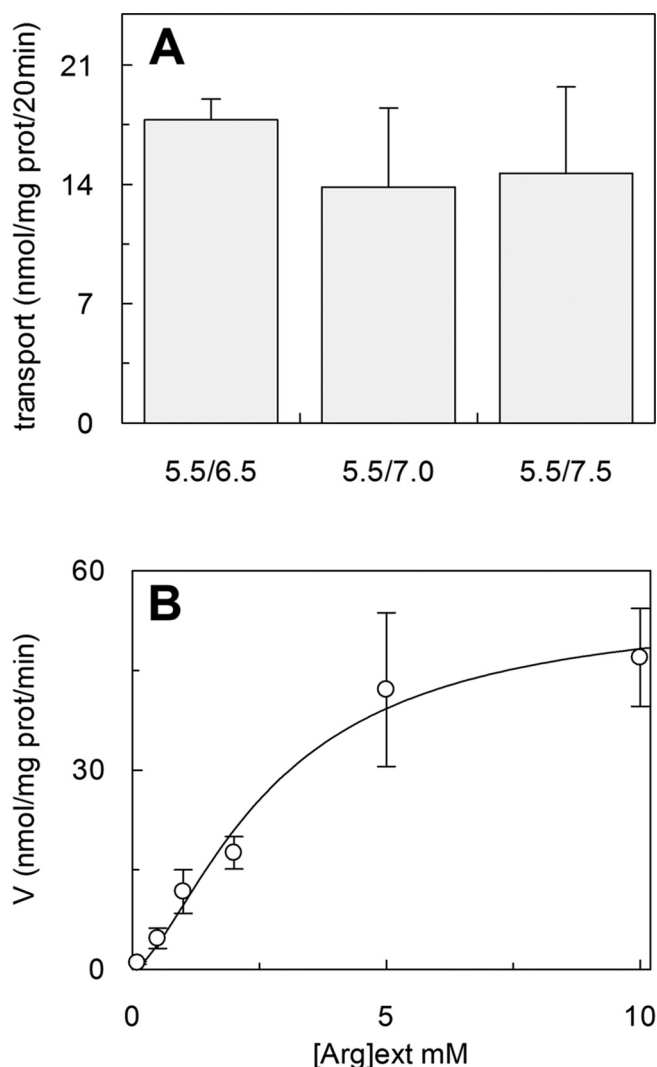 A
transport (nmol/mg prot/20min)
21
14
7
0
5.5/6.5 5.5/7.0 5.5/7.5
B
V (nmol/mg prot/min)
60
30
0
0 5 10
[Arg]ext mM